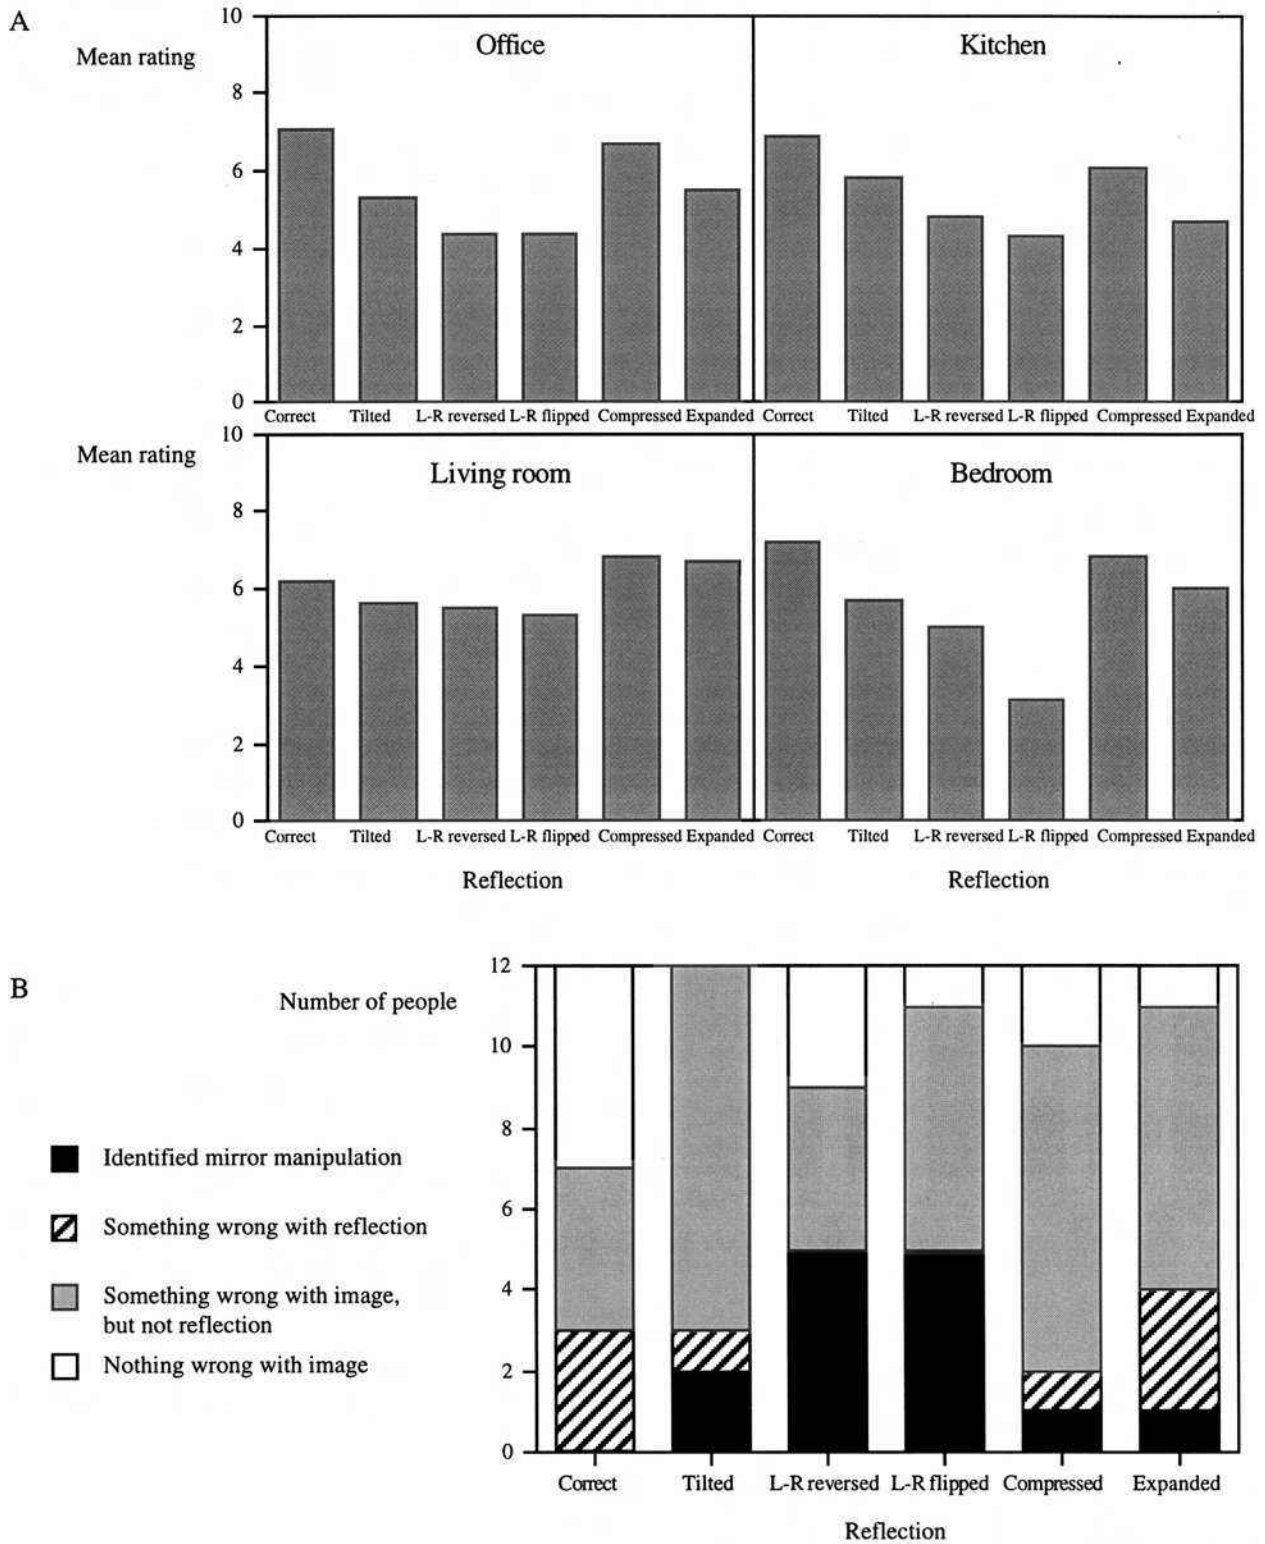 A
Mean rating
10
8
6
4
2
0
Office
Kitchen
Correct Tilted L-R reversed L-R flipped Compressed Expanded Correct Tilted L-R reversed L-R flipped Compressed Expanded
Mean rating
10
8
6
4
2
0
Living room
Bedroom
Correct Tilted L-R reversed L-R flipped Compressed Expanded Correct Tilted L-R reversed L-R flipped Compressed Expanded
Reflection
Reflection
B
Number of people
12
10
8
6
4
2
0
Identified mirror manipulation
Something wrong with reflection
Something wrong with image,
but not reflection
Nothing wrong with image
Correct Tilted L-R reversed L-R flipped Compressed Expanded
Reflection